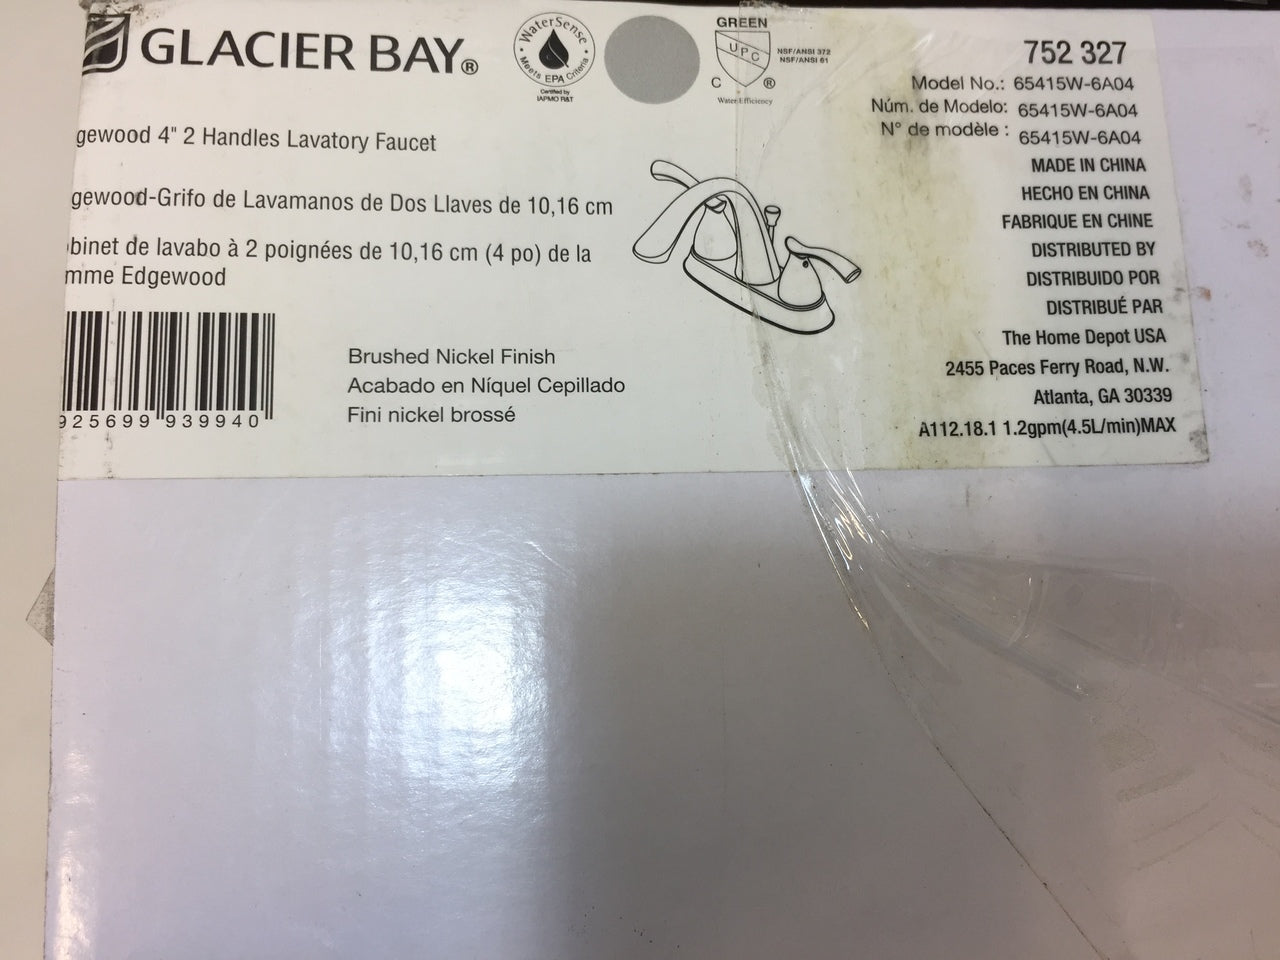 GLACIER BAY®
WaterSense
Meets EPA Criteria
Certified by
IAPMO R&T
GREEN
UPC
C ®
Water Efficiency
NSF/ANSI 372
NSF/ANSI 61
752 327
Model No.: 65415W-6A04
Núm. de Modelo: 65415W-6A04
N° de modèle : 65415W-6A04
MADE IN CHINA
HECHO EN CHINA
FABRIQUE EN CHINE
DISTRIBUTED BY
DISTRIBUIDO POR
DISTRIBUÉ PAR
The Home Depot USA
2455 Paces Ferry Road, N.W.
Atlanta, GA 30339
A112.18.1 1.2gpm(4.5L/min)MAX
gewood 4" 2 Handles Lavatory Faucet
gewood-Grifo de Lavamanos de Dos Llaves de 10,16 cm
binet de lavabo à 2 poignées de 10,16 cm (4 po) de la
mme Edgewood
Brushed Nickel Finish
Acabado en Níquel Cepillado
Fini nickel brossé
925699 939940